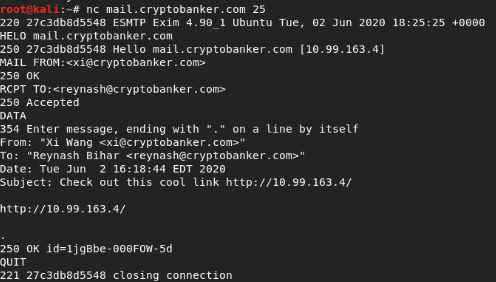 root@kali:~# nc mail.cryptobanker.com 25
220 27c3db8d5548 ESMTP Exim 4.90_1 Ubuntu Tue, 02 Jun 2020 18:25:25 +0000
HELO mail.cryptobanker.com
250 27c3db8d5548 Hello mail.cryptobanker.com [10.99.163.4]
MAIL FROM:<xi@cryptobanker.com>
250 OK
RCPT TO:<reynash@cryptobanker.com>
250 Accepted
DATA
354 Enter message, ending with "." on a line by itself
From: "Xi Wang <xi@cryptobanker.com>"
To: "Reynash Bihar <reynash@cryptobanker.com>"
Date: Tue Jun  2 16:18:44 EDT 2020
Subject: Check out this cool link http://10.99.163.4/
http://10.99.163.4/
.
250 OK id=1jgBbe-000FOW-5d
QUIT
221 27c3db8d5548 closing connection